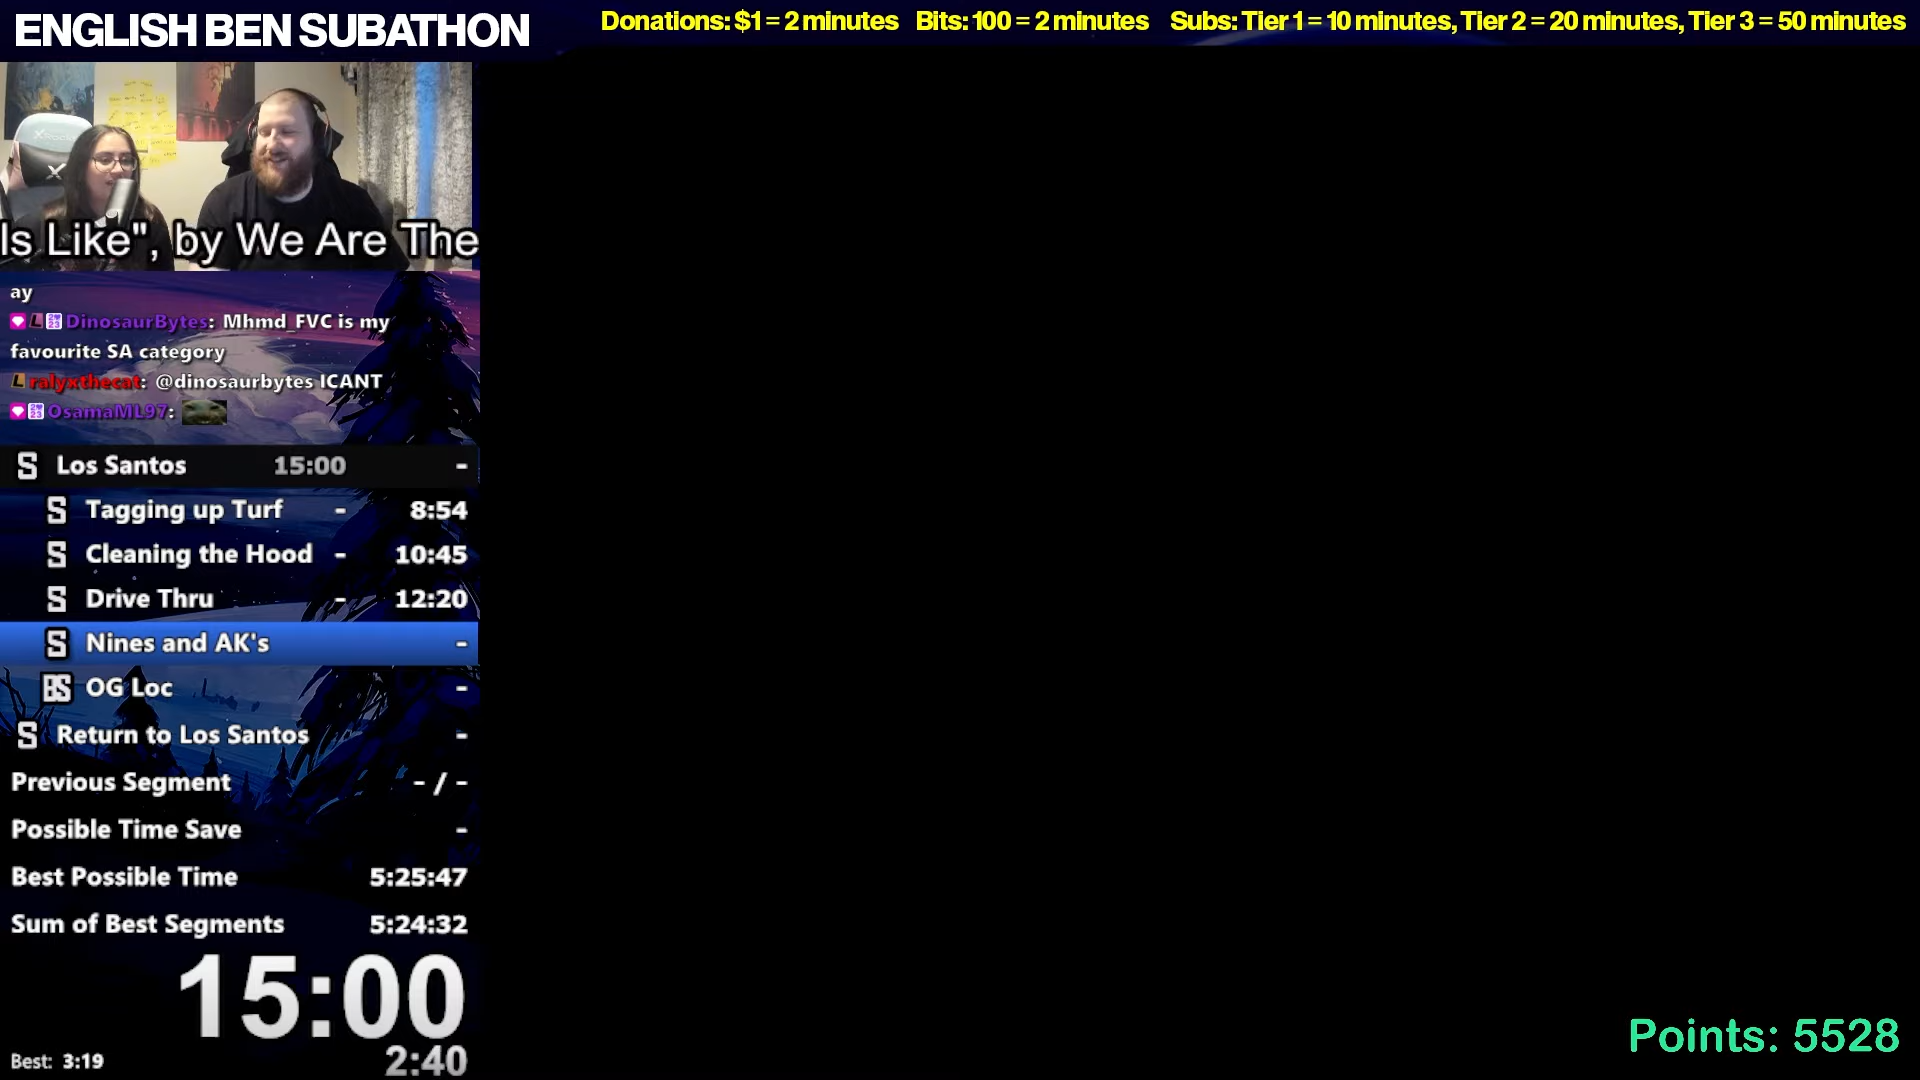 ENGLISH BEN SUBATHON
Donations: $1 = 2 minutes Bits: 100 = 2 minutes Subs: Tier 1 = 10 minutes, Tier 2 = 20 minutes, Tier 3 = 50 minutes
Is Like", by We Are The
ay
DinosaurBytes: Mhmd_FVC is my
favourite SA category
ralyxthecat: @dinosaurbytes ICANT
OsamaML97:
S Los Santos 15:00 -
S Tagging up Turf - 8:54
S Cleaning the Hood - 10:45
S Drive Thru - 12:20
S Nines and AK's -
BS OG Loc -
S Return to Los Santos -
Previous Segment - / -
Possible Time Save -
Best Possible Time 5:25:47
Sum of Best Segments 5:24:32
15:00
Best: 3:19 2:40
Points: 5528